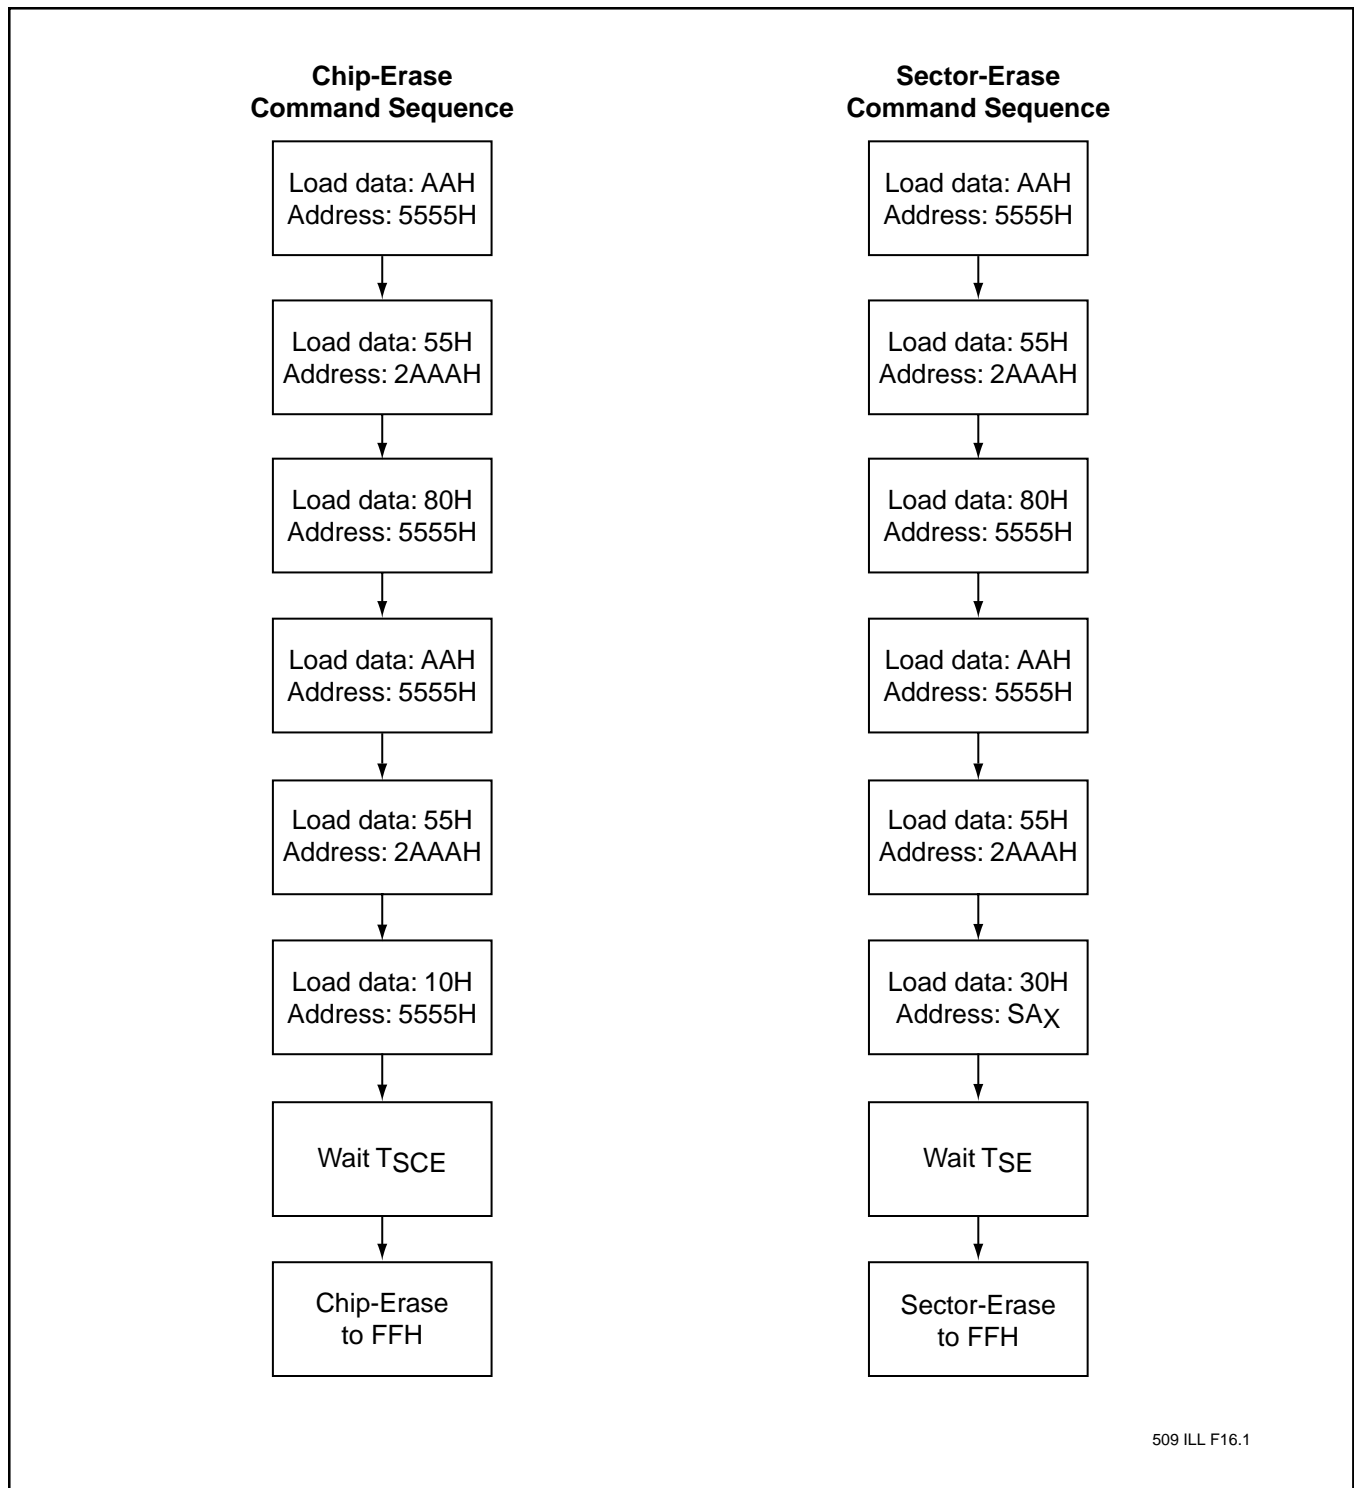 Chip-Erase
Command Sequence
Load data: AAH
Address: 5555H
Load data: 55H
Address: 2AAAH
Load data: 80H
Address: 5555H
Load data: AAH
Address: 5555H
Load data: 55H
Address: 2AAAH
Load data: 10H
Address: 5555H
Wait TSCE
Chip-Erase
to FFH
Sector-Erase
Command Sequence
Load data: AAH
Address: 5555H
Load data: 55H
Address: 2AAAH
Load data: 80H
Address: 5555H
Load data: AAH
Address: 5555H
Load data: 55H
Address: 2AAAH
Load data: 30H
Address: SAX
Wait TSE
Sector-Erase
to FFH
509 ILL F16.1